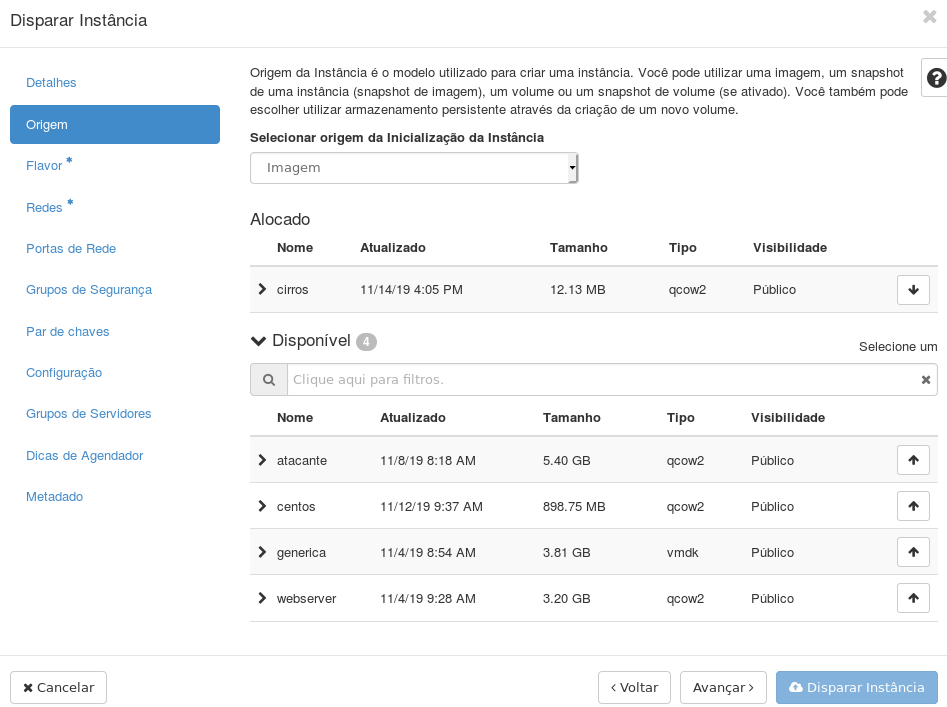 Disparar Instância
Detalhes
Origem
Flavor *
Redes *
Portas de Rede
Grupos de Segurança
Par de chaves
Configuração
Grupos de Servidores
Dicas de Agendador
Metadado
Origem da Instância é o modelo utilizado para criar uma instância. Você pode utilizar uma imagem, um snapshot
de uma instância (snapshot de imagem), um volume ou um snapshot de volume (se ativado). Você também pode
escolher utilizar armazenamento persistente através da criação de um novo volume.
Selecionar origem da Inicialização da Instância
Imagem
Alocado
Nome Atualizado Tamanho Tipo Visibilidade
cirros 11/14/19 4:05 PM 12.13 MB qcow2 Público
Disponível 4
Selecione um
Clique aqui para filtros.
Nome Atualizado Tamanho Tipo Visibilidade
atacante 11/8/19 8:18 AM 5.40 GB qcow2 Público
centos 11/12/19 9:37 AM 898.75 MB qcow2 Público
generica 11/4/19 8:54 AM 3.81 GB vmdk Público
webserver 11/4/19 9:28 AM 3.20 GB qcow2 Público
Cancelar
‹ Voltar
Avançar ›
Disparar Instância